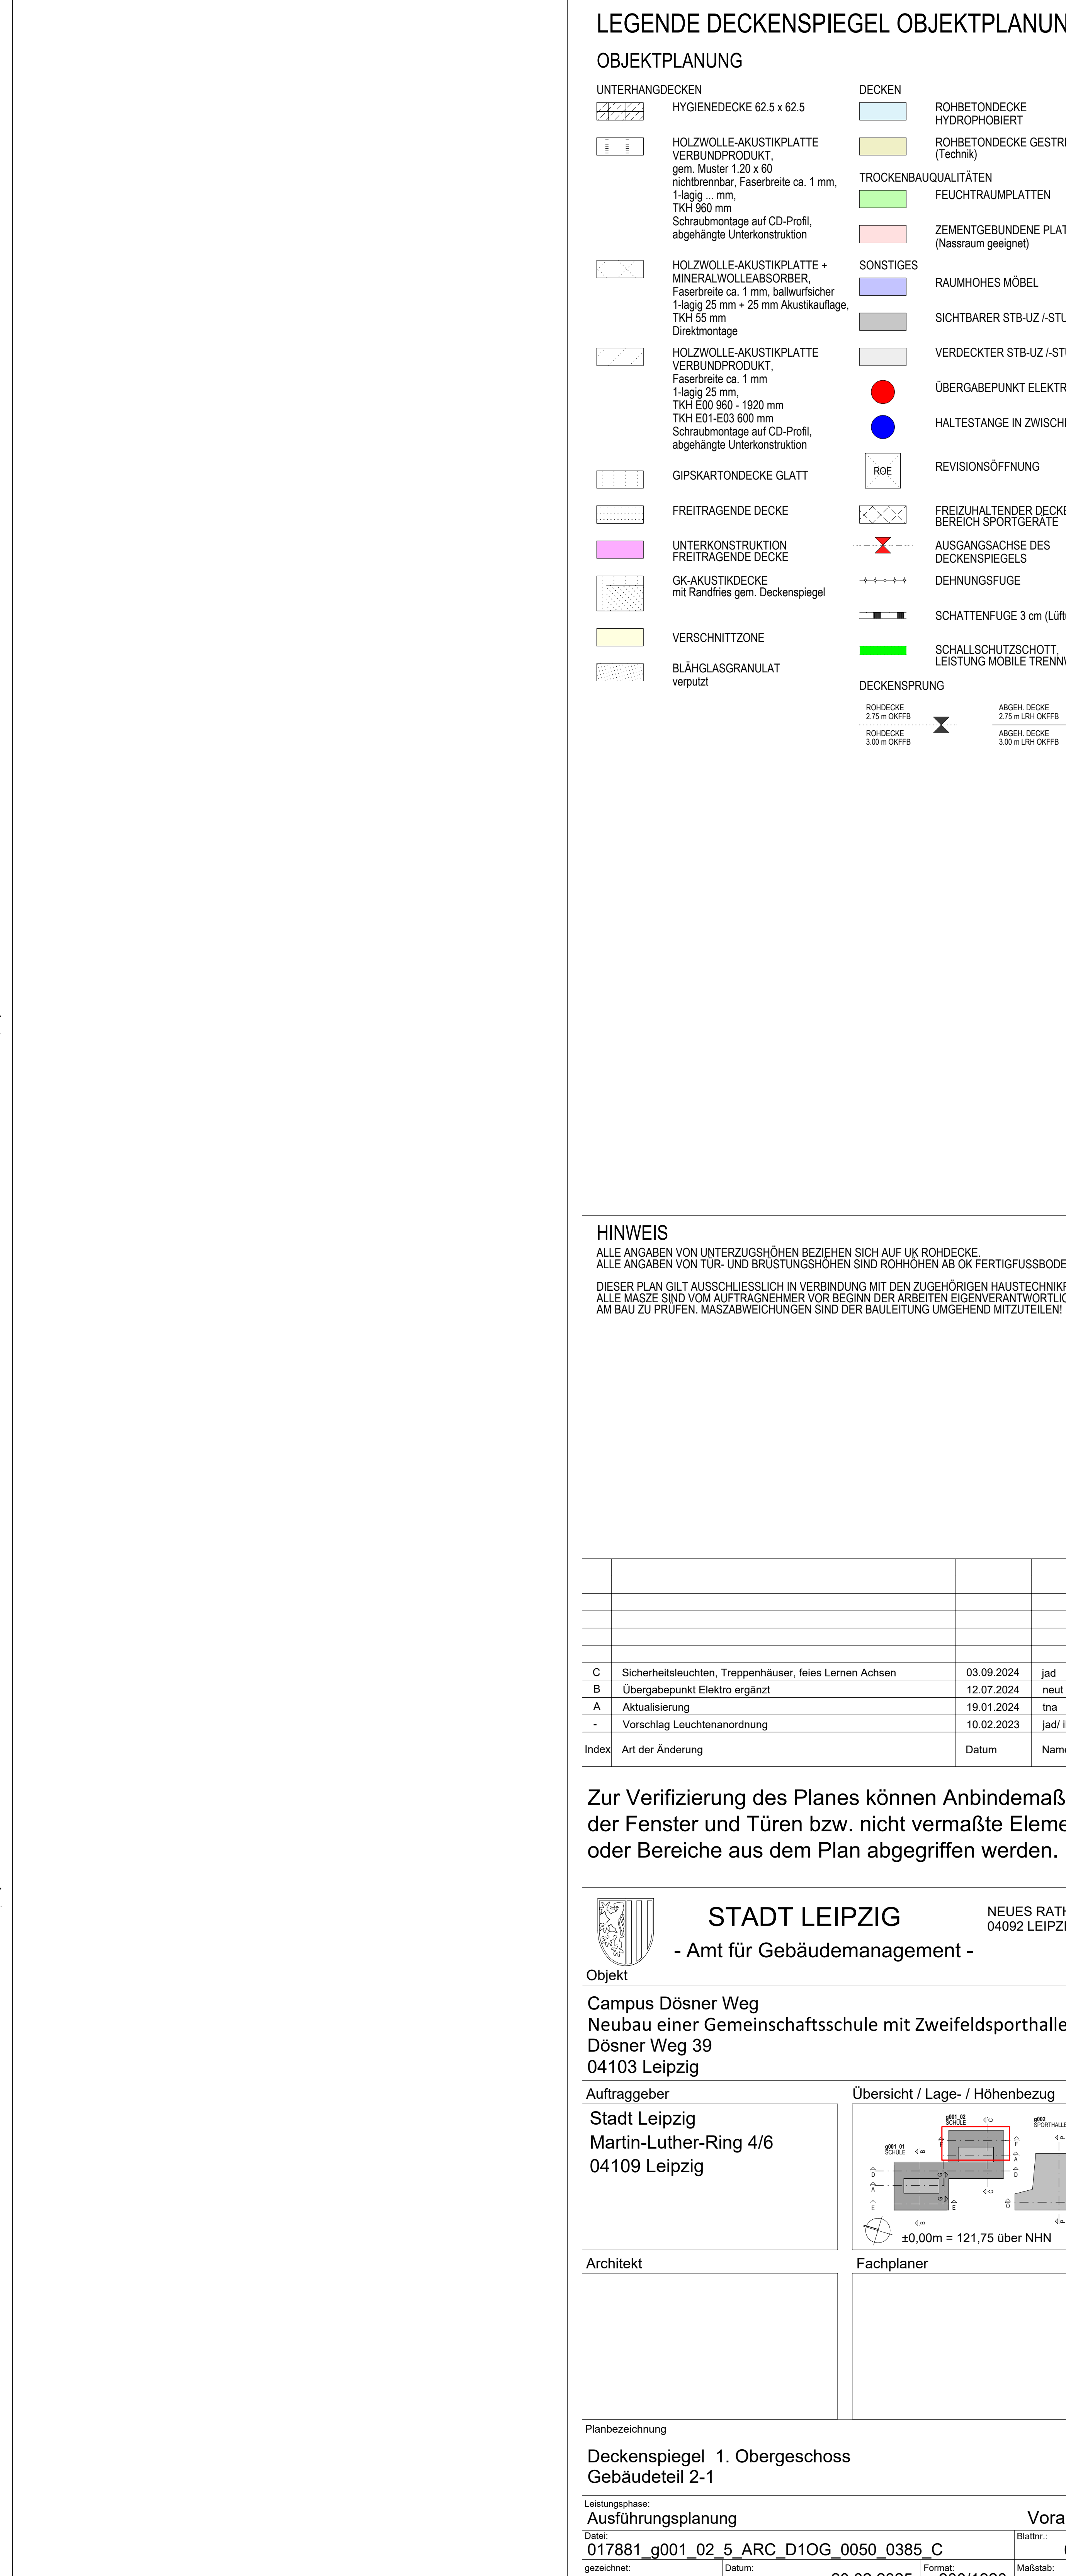 LEGENDE DECKENSPIEGEL OBJEKTPLANUN
OBJEKTPLANUNG
UNTERHANGDECKEN
HYGIENEDECKE 62.5 x 62.5
HOLZWOLLE-AKUSTIKPLATTE
VERBUNDPRODUKT,
gem. Muster 1.20 x 60
nichtbrennbar, Faserbreite ca. 1 mm,
1-lagig ... mm,
TKH 960 mm
Schraubmontage auf CD-Profil,
abgehängte Unterkonstruktion
HOLZWOLLE-AKUSTIKPLATTE +
MINERALWOLLEABSORBER,
Faserbreite ca. 1 mm, ballwurfsicher
1-lagig 25 mm + 25 mm Akustikauflage,
TKH 55 mm
Direktmontage
HOLZWOLLE-AKUSTIKPLATTE
VERBUNDPRODUKT,
Faserbreite ca. 1 mm
1-lagig 25 mm,
TKH E00 960 - 1920 mm
TKH E01-E03 600 mm
Schraubmontage auf CD-Profil,
abgehängte Unterkonstruktion
GIPSKARTONDECKE GLATT
FREITRAGENDE DECKE
UNTERKONSTRUKTION
FREITRAGENDE DECKE
GK-AKUSTIKDECKE
mit Randfries gem. Deckenspiegel
VERSCHNITTZONE
BLÄHGLASGRANULAT
verputzt
DECKEN
ROHBETONDECKE
HYDROPHOBIERT
ROHBETONDECKE GESTRI
(Technik)
TROCKENBAUQUALITÄTEN
FEUCHTRAUMPLATTEN
ZEMENTGEBUNDENE PLAT
(Nassraum geeignet)
SONSTIGES
RAUMHOHES MÖBEL
SICHTBARER STB-UZ /-STU
VERDECKTER STB-UZ /-STU
ÜBERGABEPUNKT ELEKTR
HALTESTANGE IN ZWISCHE
ROE
REVISIONSÖFFNUNG
FREIZUHALTENDER DECKE
BEREICH SPORTGERÄTE
AUSGANGSACHSE DES
DECKENSPIEGELS
DEHNUNGSFUGE
SCHATTENFUGE 3 cm (Lüft
SCHALLSCHUTZSCHOTT,
LEISTUNG MOBILE TRENNW
DECKENSPRUNG
ROHDECKE
2.75 m OKFFB
ROHDECKE
3.00 m OKFFB
ABGEH. DECKE
2.75 m LRH OKFFB
ABGEH. DECKE
3.00 m LRH OKFFB
HINWEIS
ALLE ANGABEN VON UNTERZUGSHÖHEN BEZIEHEN SICH AUF UK ROHDECKE.
ALLE ANGABEN VON TÜR- UND BRÜSTUNGSHÖHEN SIND ROHHÖHEN AB OK FERTIGFUSSBODE
DIESER PLAN GILT AUSSCHLIESSLICH IN VERBINDUNG MIT DEN ZUGEHÖRIGEN HAUSTECHNIKP
ALLE MASZE SIND VOM AUFTRAGNEHMER VOR BEGINN DER ARBEITEN EIGENVERANTWORTLIC
AM BAU ZU PRÜFEN. MASZABWEICHUNGEN SIND DER BAULEITUNG UMGEHEND MITZUTEILEN!
C Sicherheitsleuchten, Treppenhäuser, feies Lernen Achsen 03.09.2024 jad
B Übergabepunkt Elektro ergänzt 12.07.2024 neut
A Aktualisierung 19.01.2024 tna
- Vorschlag Leuchtenanordnung 10.02.2023 jad/ i
Index Art der Änderung Datum Name
Zur Verifizierung des Planes können Anbindemaß
der Fenster und Türen bzw. nicht vermaßte Eleme
oder Bereiche aus dem Plan abgegriffen werden.
STADT LEIPZIG
- Amt für Gebäudemanagement -
NEUES RATH
04092 LEIPZI
Objekt
Campus Dösner Weg
Neubau einer Gemeinschaftsschule mit Zweifeldsporthalle
Dösner Weg 39
04103 Leipzig
Auftraggeber
Stadt Leipzig
Martin-Luther-Ring 4/6
04109 Leipzig
Übersicht / Lage- / Höhenbezug
g001_02
SCHULE
g002
SPORTHALLE
g001_01
SCHULE
±0,00m = 121,75 über NHN
Architekt
Fachplaner
Planbezeichnung
Deckenspiegel 1. Obergeschoss
Gebäudeteil 2-1
Leistungsphase:
Ausführungsplanung
Vora
Datei:
017881_g001_02_5_ARC_D1OG_0050_0385_C
Blattnr.:
gezeichnet:
Datum:
Format:
Maßstab: